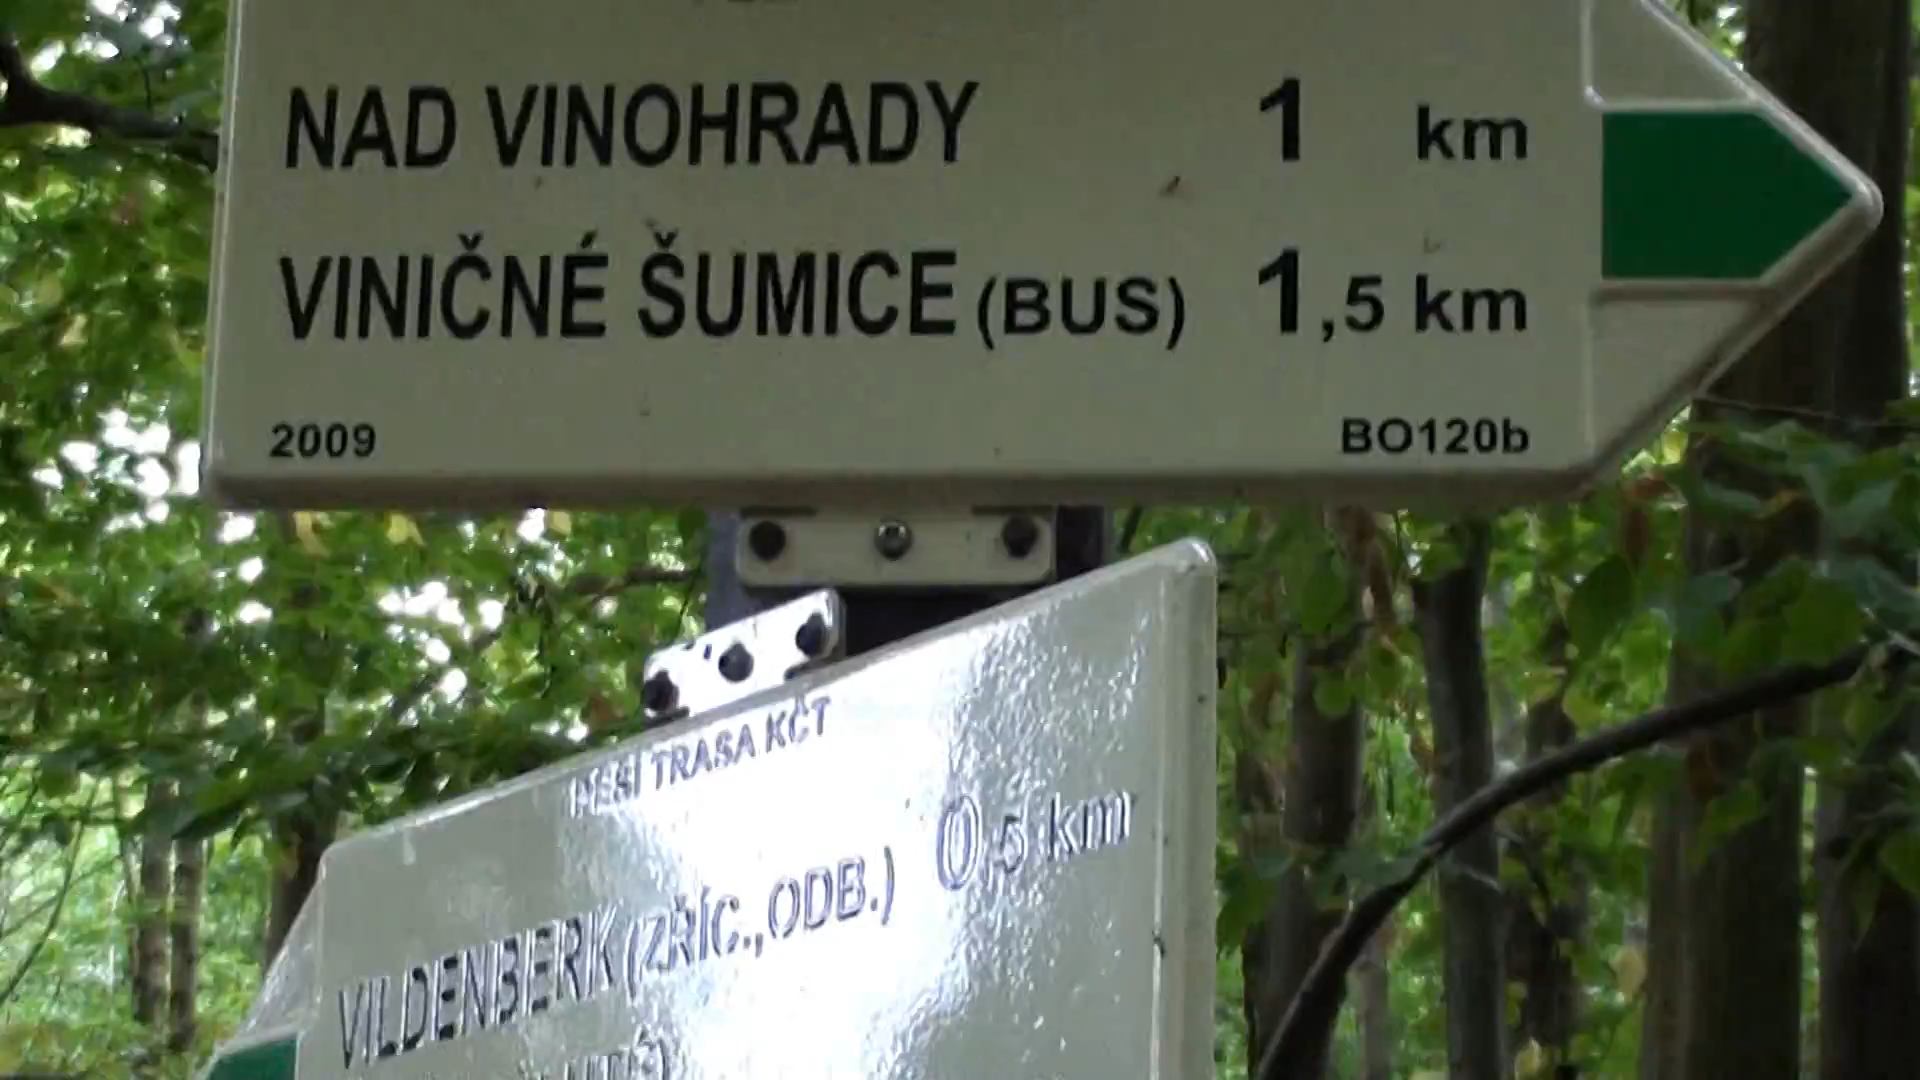 NAD VINOHRADY 1 km
VINIČNÉ ŠUMICE (BUS) 1,5 km
2009 BO120b
PĚŠÍ TRASA KČT
VILDENBERK (ZŘÍC.,ODB.) 0,5 km